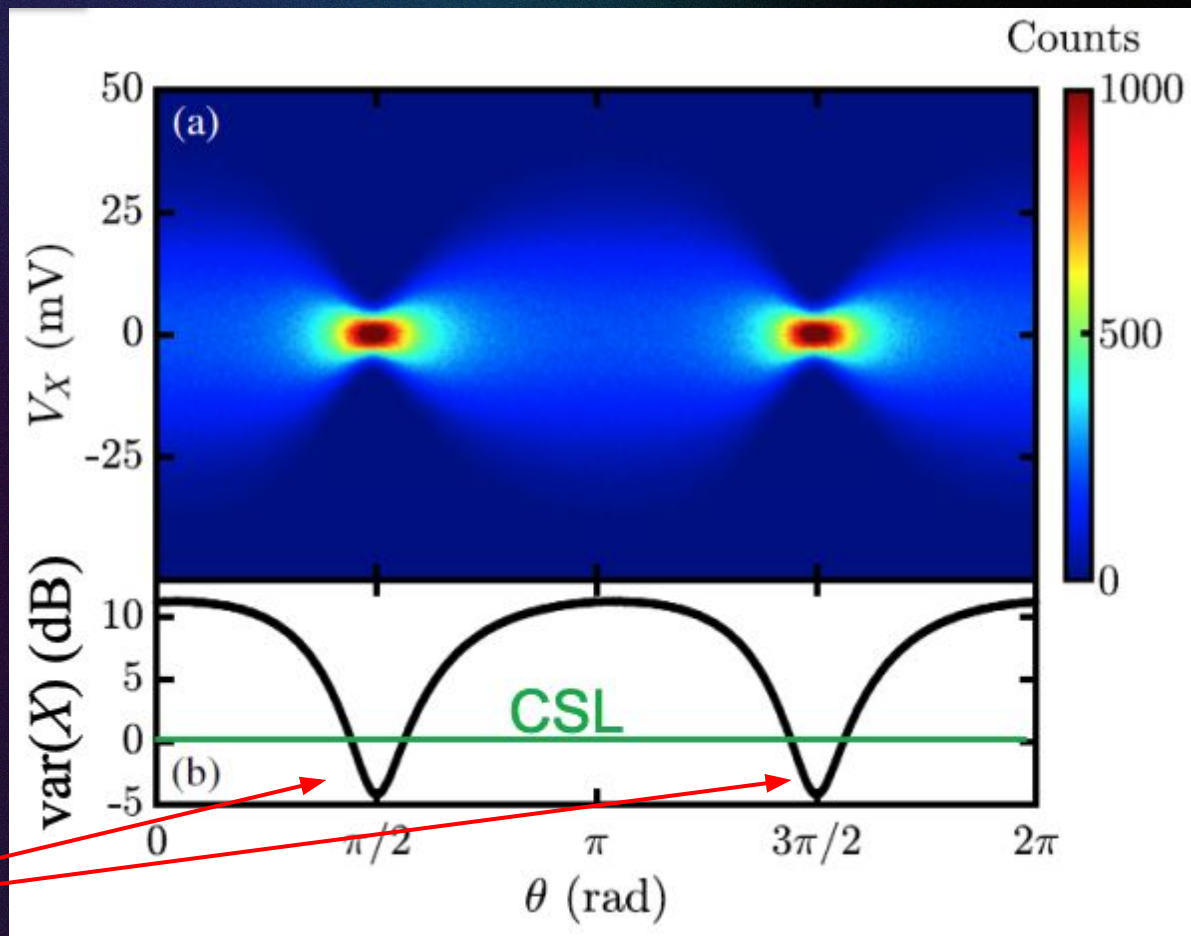 Counts
50
(a)
1000
25
V_X (mV)
0
500
-25
0
var(X) (dB)
10
5
CSL
0
(b)
-5
0
π/2
π
3π/2
2π
θ (rad)